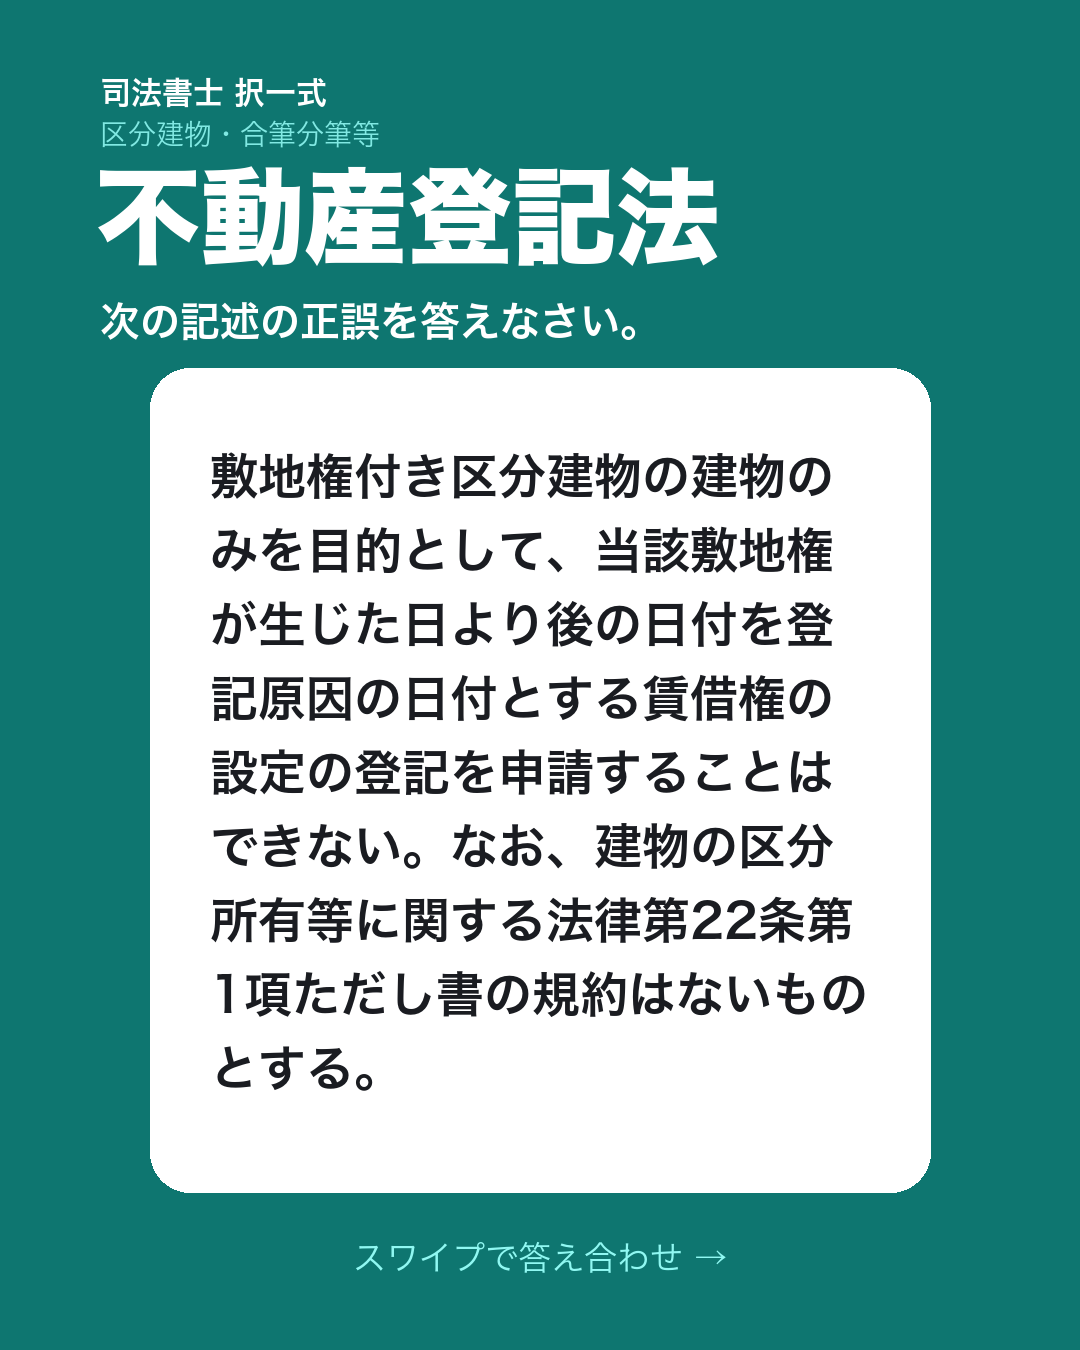 司法書士 択一式
区分建物・合筆分筆等
不動産登記法
次の記述の正誤を答えなさい。
敷地権付き区分建物の建物の
みを目的として、当該敷地権
が生じた日より後の日付を登
記原因の日付とする賃借権の
設定の登記を申請することは
できない。なお、建物の区分
所有等に関する法律第22条第
1項ただし書の規約はないもの
とする。
スワイプで答え合わせ →